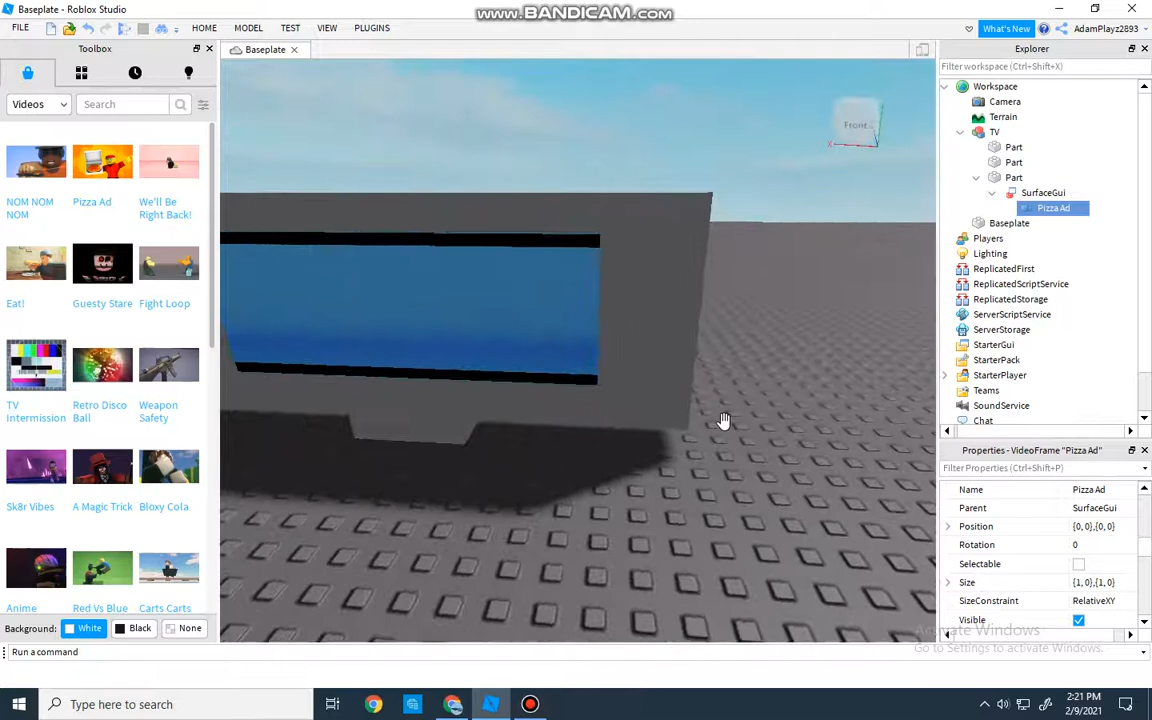 Baseplate - Roblox Studio
www.BANDICAM.com
FILE
HOME
MODEL
TEST
VIEW
PLUGINS
What's New
AdamPlayz2893
Toolbox
Baseplate
Explorer
Filter workspace (Ctrl+Shift+X)
Videos
Search
NOM NOM NOM
Pizza Ad
We'll Be Right Back!
Eat!
Guesty Stare
Fight Loop
TV Intermission
Retro Disco Ball
Weapon Safety
Sk8r Vibes
A Magic Trick
Bloxy Cola
Anime
Red Vs Blue
Carts Carts
Background:
White
Black
None
Front
X
Workspace
Camera
Terrain
TV
Part
Part
Part
SurfaceGui
Pizza Ad
Baseplate
Players
Lighting
ReplicatedFirst
ReplicatedScriptService
ReplicatedStorage
ServerScriptService
ServerStorage
StarterGui
StarterPack
StarterPlayer
Teams
SoundService
Chat
Properties - VideoFrame "Pizza Ad"
Filter Properties (Ctrl+Shift+P)
Name Pizza Ad
Parent SurfaceGui
Position {0, 0},{0, 0}
Rotation 0
Selectable
Size {1, 0},{1, 0}
SizeConstraint RelativeXY
Visible
Activate Windows
Go to Settings to activate Windows.
Run a command
Type here to search
2:21 PM
2/9/2021